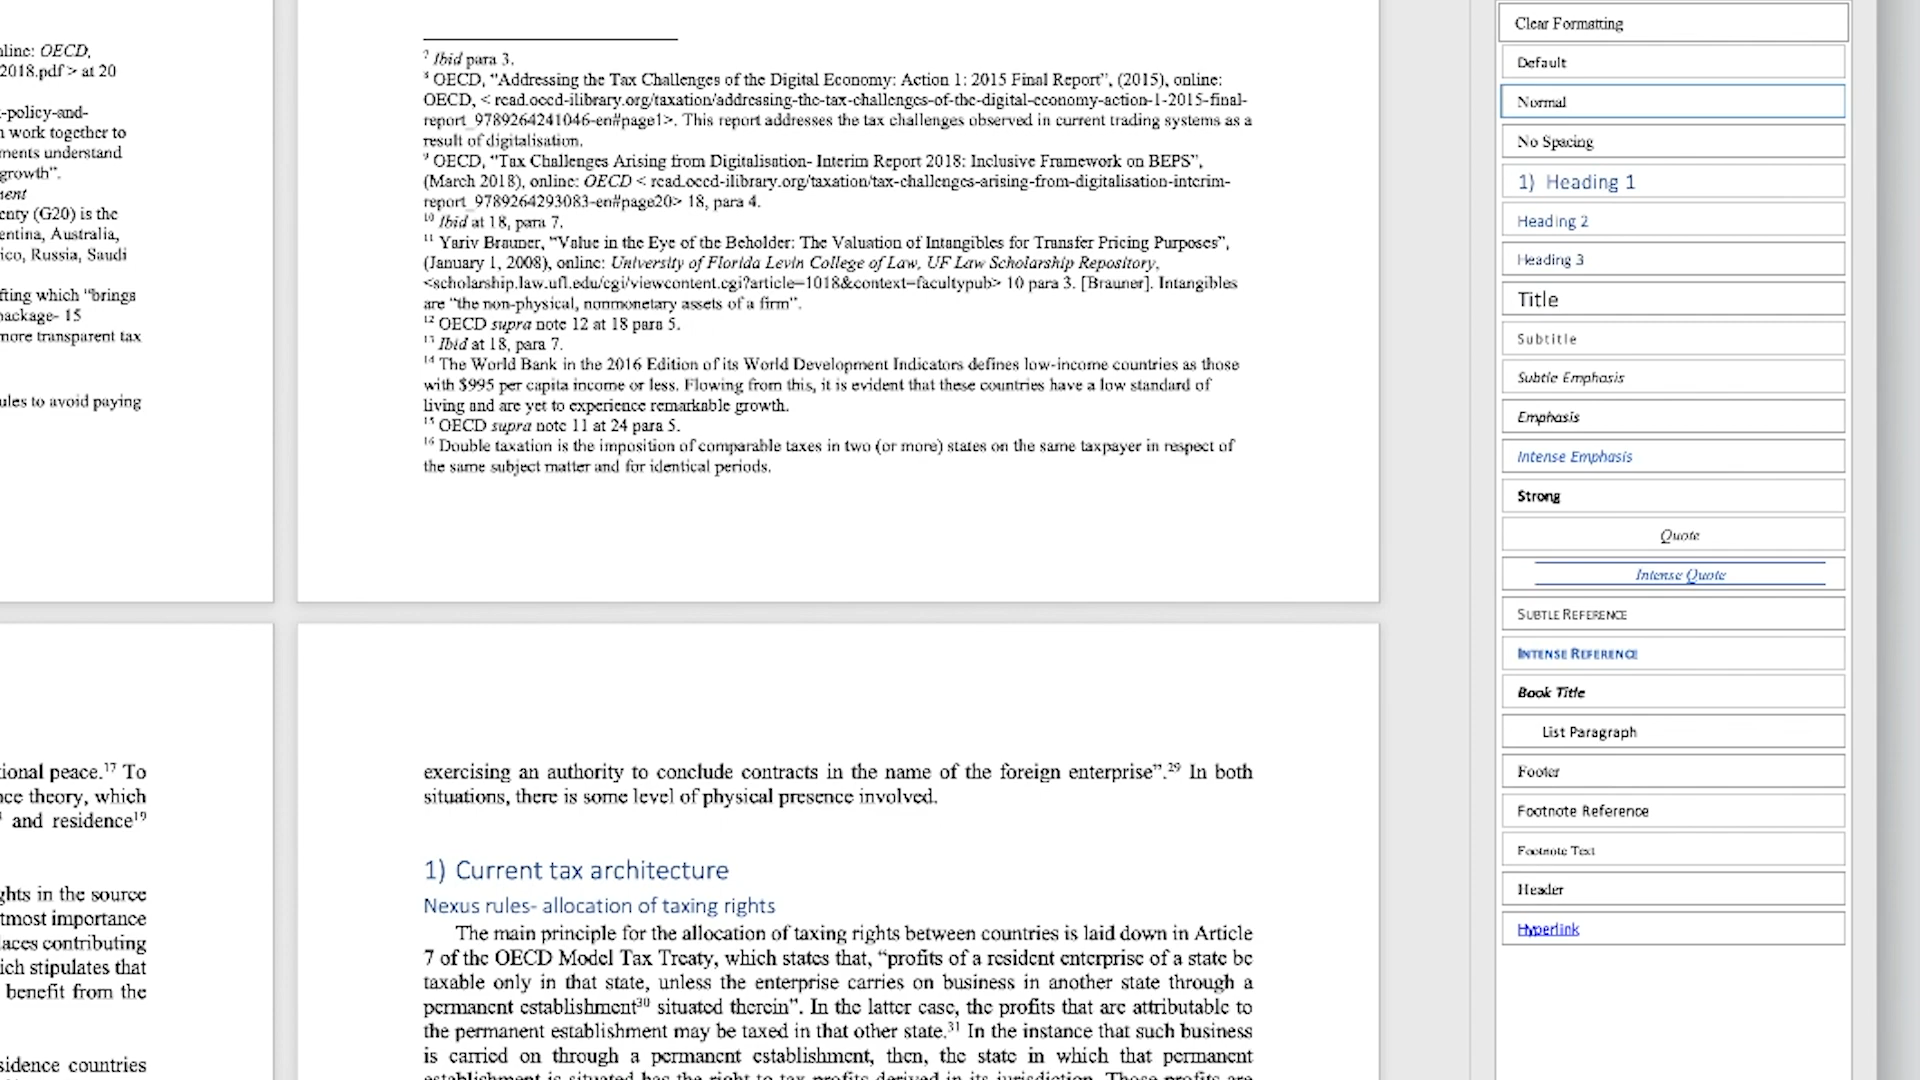 nline: OECD,
2018.pdf > at 20
-policy-and-
n work together to
ments understand
growth”.
ment
enty (G20) is the
entina, Australia,
ico, Russia, Saudi
fting which “brings
package- 15
more transparent tax
ules to avoid paying
⁷ Ibid para 3.
⁸ OECD, “Addressing the Tax Challenges of the Digital Economy: Action 1: 2015 Final Report”, (2015), online:
OECD, < read.oecd-ilibrary.org/taxation/addressing-the-tax-challenges-of-the-digital-economy-action-1-2015-final-
report_9789264241046-en#page1>. This report addresses the tax challenges observed in current trading systems as a
result of digitalisation.
⁹ OECD, “Tax Challenges Arising from Digitalisation- Interim Report 2018: Inclusive Framework on BEPS”,
(March 2018), online: OECD < read.oecd-ilibrary.org/taxation/tax-challenges-arising-from-digitalisation-interim-
report_9789264293083-en#page20> 18, para 4.
¹⁰ Ibid at 18, para 7.
¹¹ Yariv Brauner, “Value in the Eye of the Beholder: The Valuation of Intangibles for Transfer Pricing Purposes”,
(January 1, 2008), online: University of Florida Levin College of Law, UF Law Scholarship Repository,
<scholarship.law.ufl.edu/cgi/viewcontent.cgi?article=1018&context=facultypub> 10 para 3. [Brauner]. Intangibles
are “the non-physical, nonmonetary assets of a firm”.
¹² OECD supra note 12 at 18 para 5.
¹³ Ibid at 18, para 7.
¹⁴ The World Bank in the 2016 Edition of its World Development Indicators defines low-income countries as those
with $995 per capita income or less. Flowing from this, it is evident that these countries have a low standard of
living and are yet to experience remarkable growth.
¹⁵ OECD supra note 11 at 24 para 5.
¹⁶ Double taxation is the imposition of comparable taxes in two (or more) states on the same taxpayer in respect of
the same subject matter and for identical periods.
tional peace.¹⁷ To
nce theory, which
and residence¹⁹
ghts in the source
utmost importance
laces contributing
ich stipulates that
benefit from the
sidence countries
exercising an authority to conclude contracts in the name of the foreign enterprise”.²⁹ In both
situations, there is some level of physical presence involved.
1) Current tax architecture
Nexus rules- allocation of taxing rights
The main principle for the allocation of taxing rights between countries is laid down in Article
7 of the OECD Model Tax Treaty, which states that, “profits of a resident enterprise of a state be
taxable only in that state, unless the enterprise carries on business in another state through a
permanent establishment³⁰ situated therein”. In the latter case, the profits that are attributable to
the permanent establishment may be taxed in that other state.³¹ In the instance that such business
is carried on through a permanent establishment, then, the state in which that permanent
establishment is situated has the right to tax profits derived in its jurisdiction. These profits are
Clear Formatting
Default
Normal
No Spacing
1) Heading 1
Heading 2
Heading 3
Title
Subtitle
Subtle Emphasis
Emphasis
Intense Emphasis
Strong
Quote
Intense Quote
SUBTLE REFERENCE
INTENSE REFERENCE
Book Title
List Paragraph
Footer
Footnote Reference
Footnote Text
Header
Hyperlink